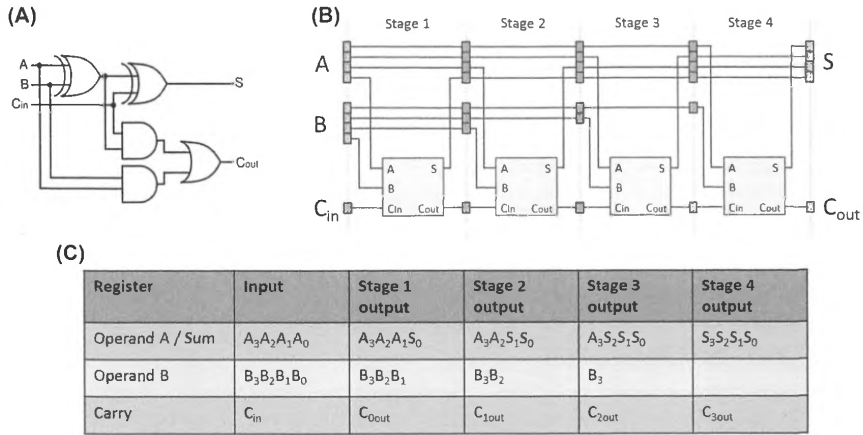 (A)
A
B
Cin
S
Cout
(B)
Stage 1 Stage 2 Stage 3 Stage 4
A
S
B
A S A S A S A S
B B B B
Cin Cout Cin Cout Cin Cout Cin Cout
Cin
Cout
(C)
Register Input Stage 1 output Stage 2 output Stage 3 output Stage 4 output
Operand A / Sum A₃A₂A₁A₀ A₃A₂A₁S₀ A₃A₂S₁S₀ A₃S₂S₁S₀ S₃S₂S₁S₀
Operand B B₃B₂B₁B₀ B₃B₂B₁ B₃B₂ B₃
Carry Cin C0out C1out C2out C3out